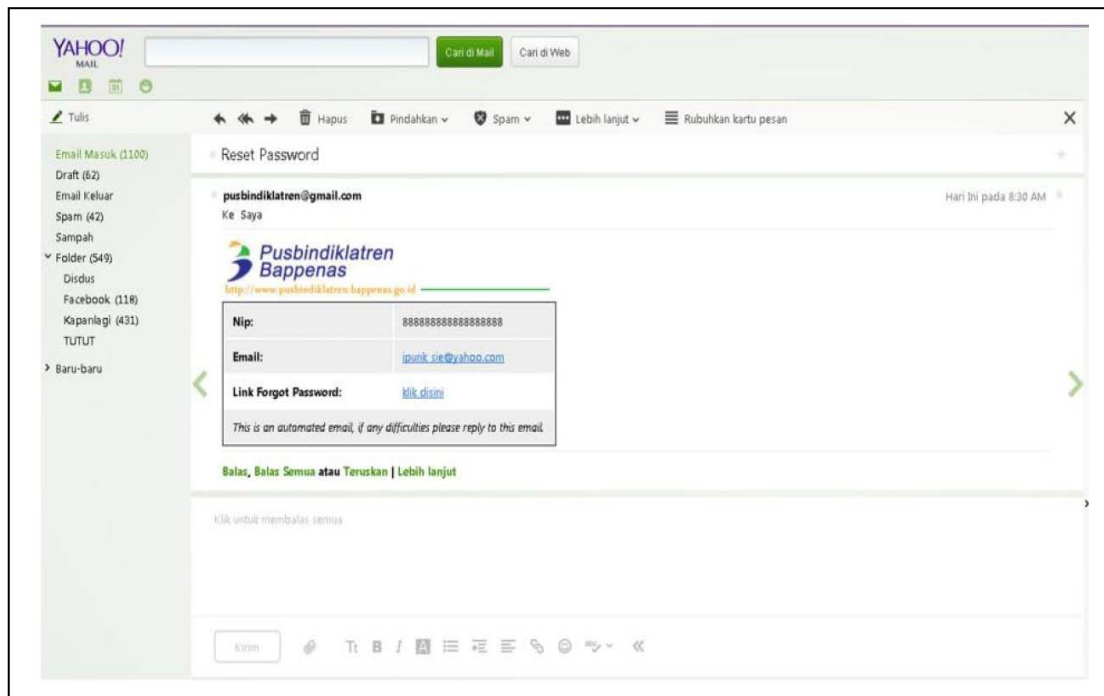 YAHOO!
MAIL
Cari di Mail Cari di Web
31
Tulis
Hapus Pindahkan Spam Lebih lanjut Rubuhkan kartu pesan
Email Masuk (1100)
Draft (62)
Email Keluar
Spam (42)
Sampah
Folder (549)
Disdus
Facebook (118)
Kapanlagi (431)
TUTUT
Baru-baru
Reset Password
pusbindiklatren@gmail.com Hari Ini pada 8:30 AM
Ke Saya
Pusbindiklatren
Bappenas
http://www.pusbindiklatren.bappenas.go.id
Nip: 888888888888888888
Email: ipunk_sie@yahoo.com
Link Forgot Password: klik disini
This is an automated email, if any difficulties please reply to this email.
Balas, Balas Semua atau Teruskan | Lebih lanjut
Klik untuk membalas semua
Kirim